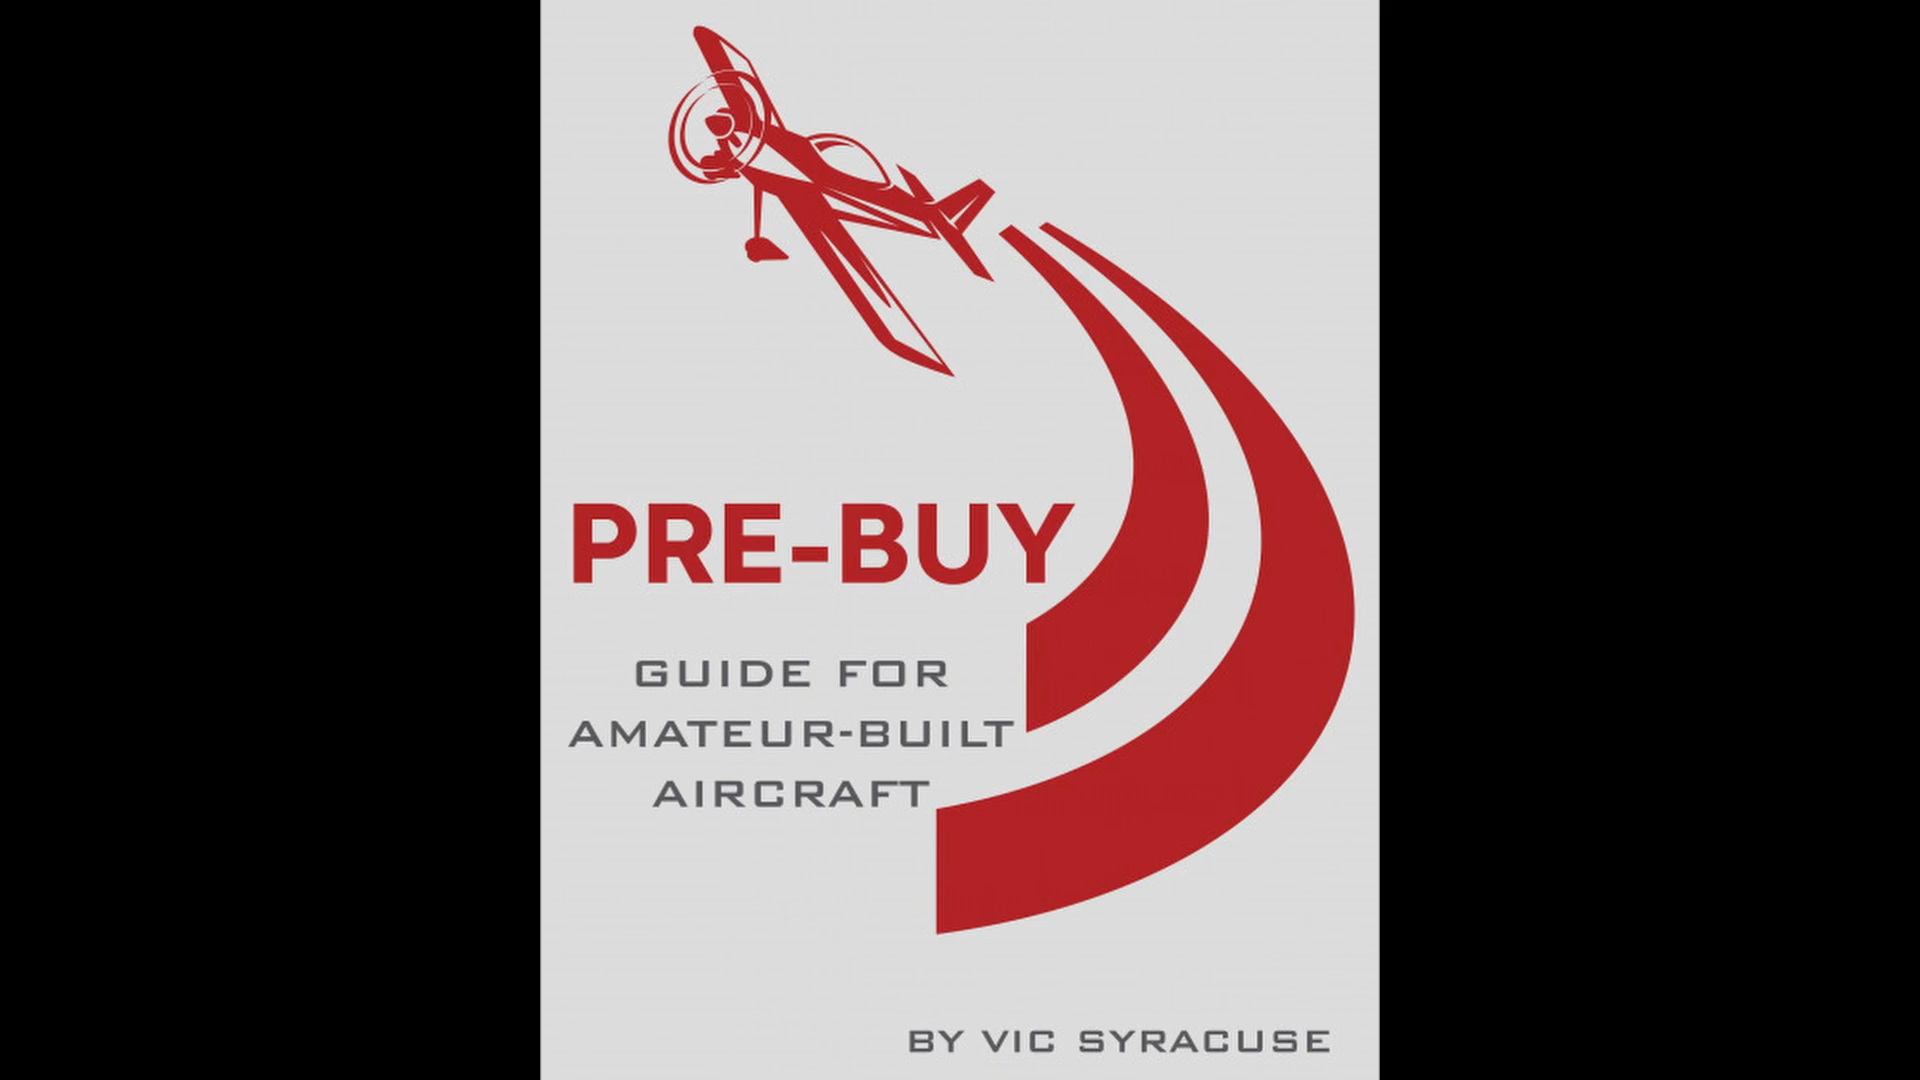 PRE-BUY
GUIDE FOR
AMATEUR-BUILT
AIRCRAFT
BY VIC SYRACUSE